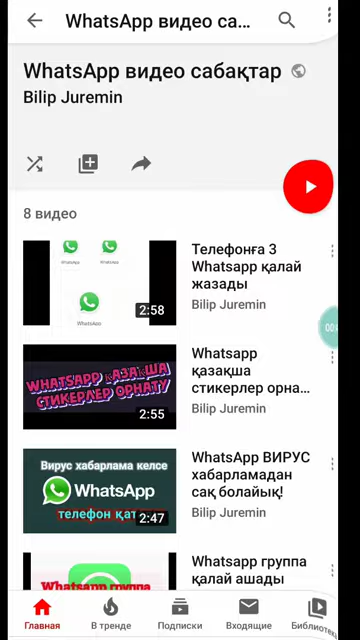 WhatsApp видео са...
WhatsApp видео сабақтар
Bilip Juremin
8 видео
WhatsApp
WhatsApp
WhatsApp
2:58
Телефонға 3
Whatsapp қалай
жазады
Bilip Juremin
WHATSAPP ҚАЗАҚША
СТИКЕРЛЕР ОРНАТУ
2:55
Whatsapp
қазақша
стикерлер орна...
Bilip Juremin
Вирус хабарлама келсе
WhatsApp
телефон қат
2:47
WhatsApp ВИРУС
хабарламадан
сақ болайық!
Bilip Juremin
Whatsapp группа
Whatsapp группа
қалай ашады
Главная
В тренде
Подписки
Входящие
Библиотека